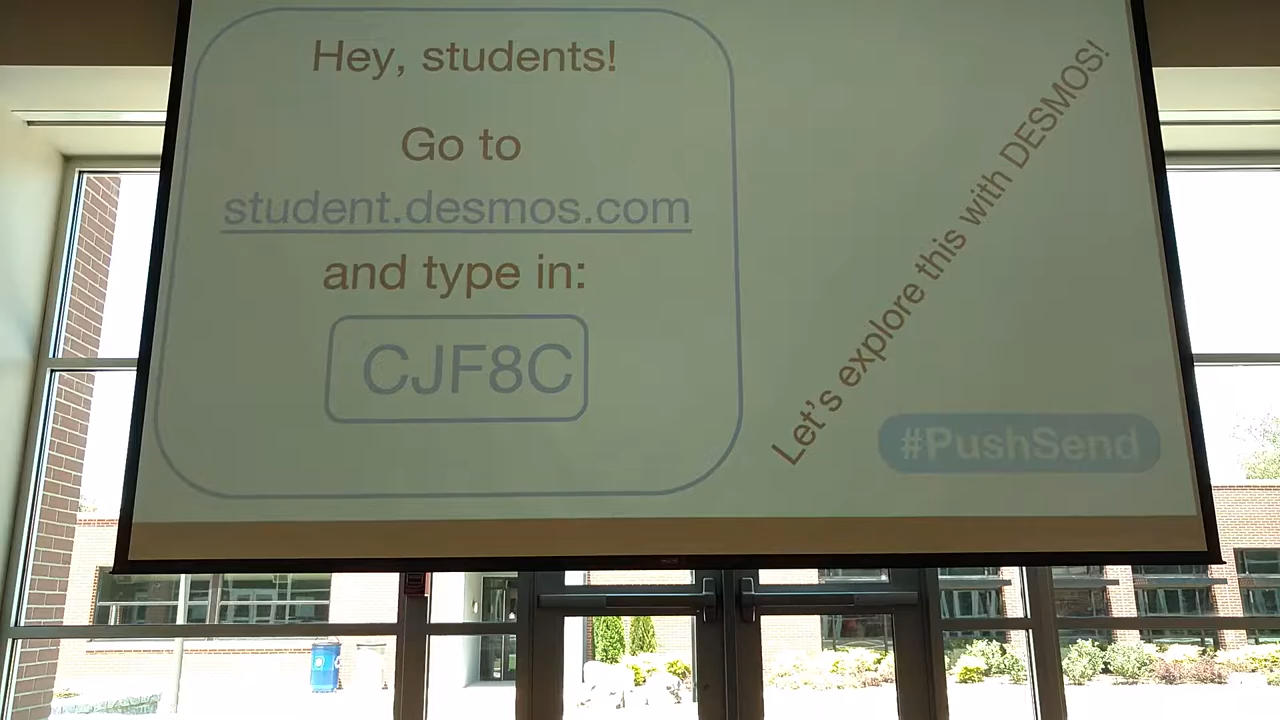 Hey, students!
Go to
student.desmos.com
and type in:
CJF8C
Let's explore this with DESMOS!
#PushSend